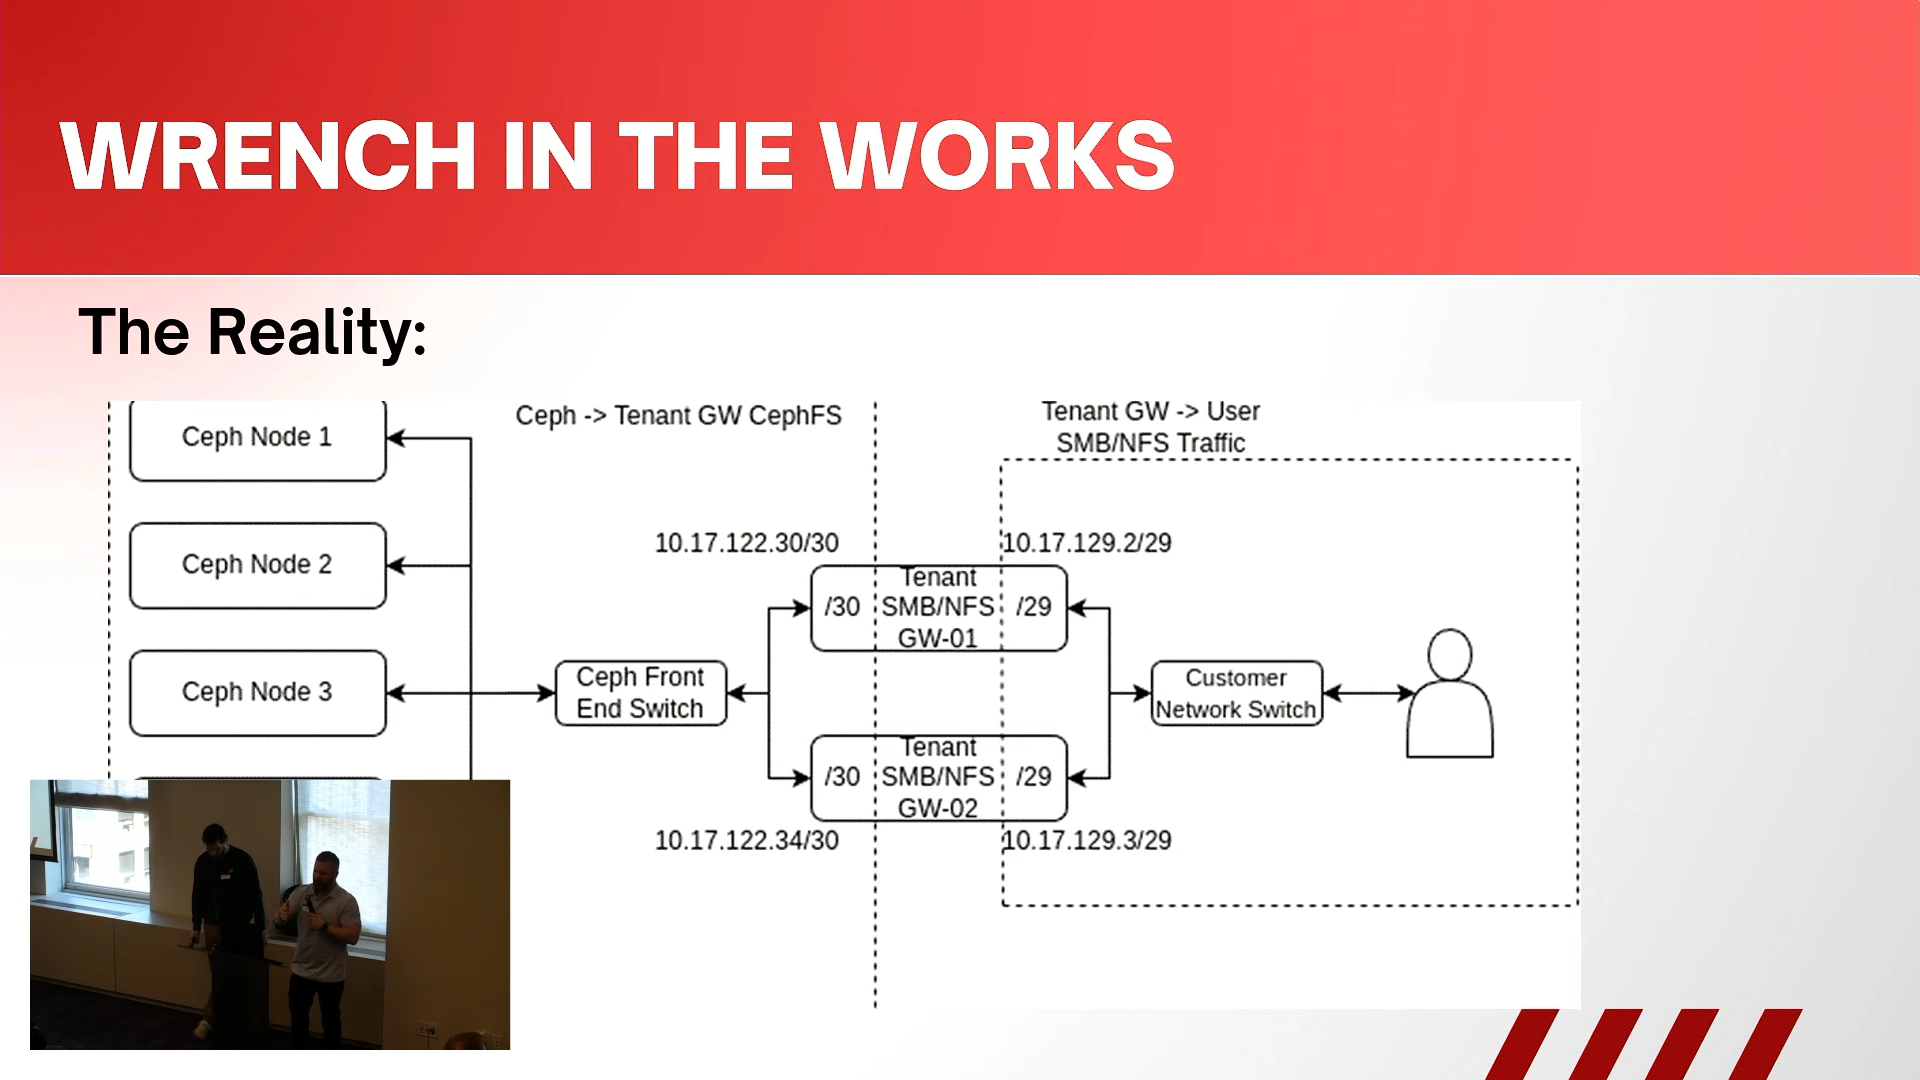 WRENCH IN THE WORKS
The Reality:
Ceph -> Tenant GW CephFS
Tenant GW -> User
SMB/NFS Traffic
Ceph Node 1
Ceph Node 2
Ceph Node 3
10.17.122.30/30
10.17.129.2/29
/30
Tenant
SMB/NFS
GW-01
/29
Ceph Front
End Switch
Customer
Network Switch
/30
Tenant
SMB/NFS
GW-02
/29
10.17.122.34/30
10.17.129.3/29